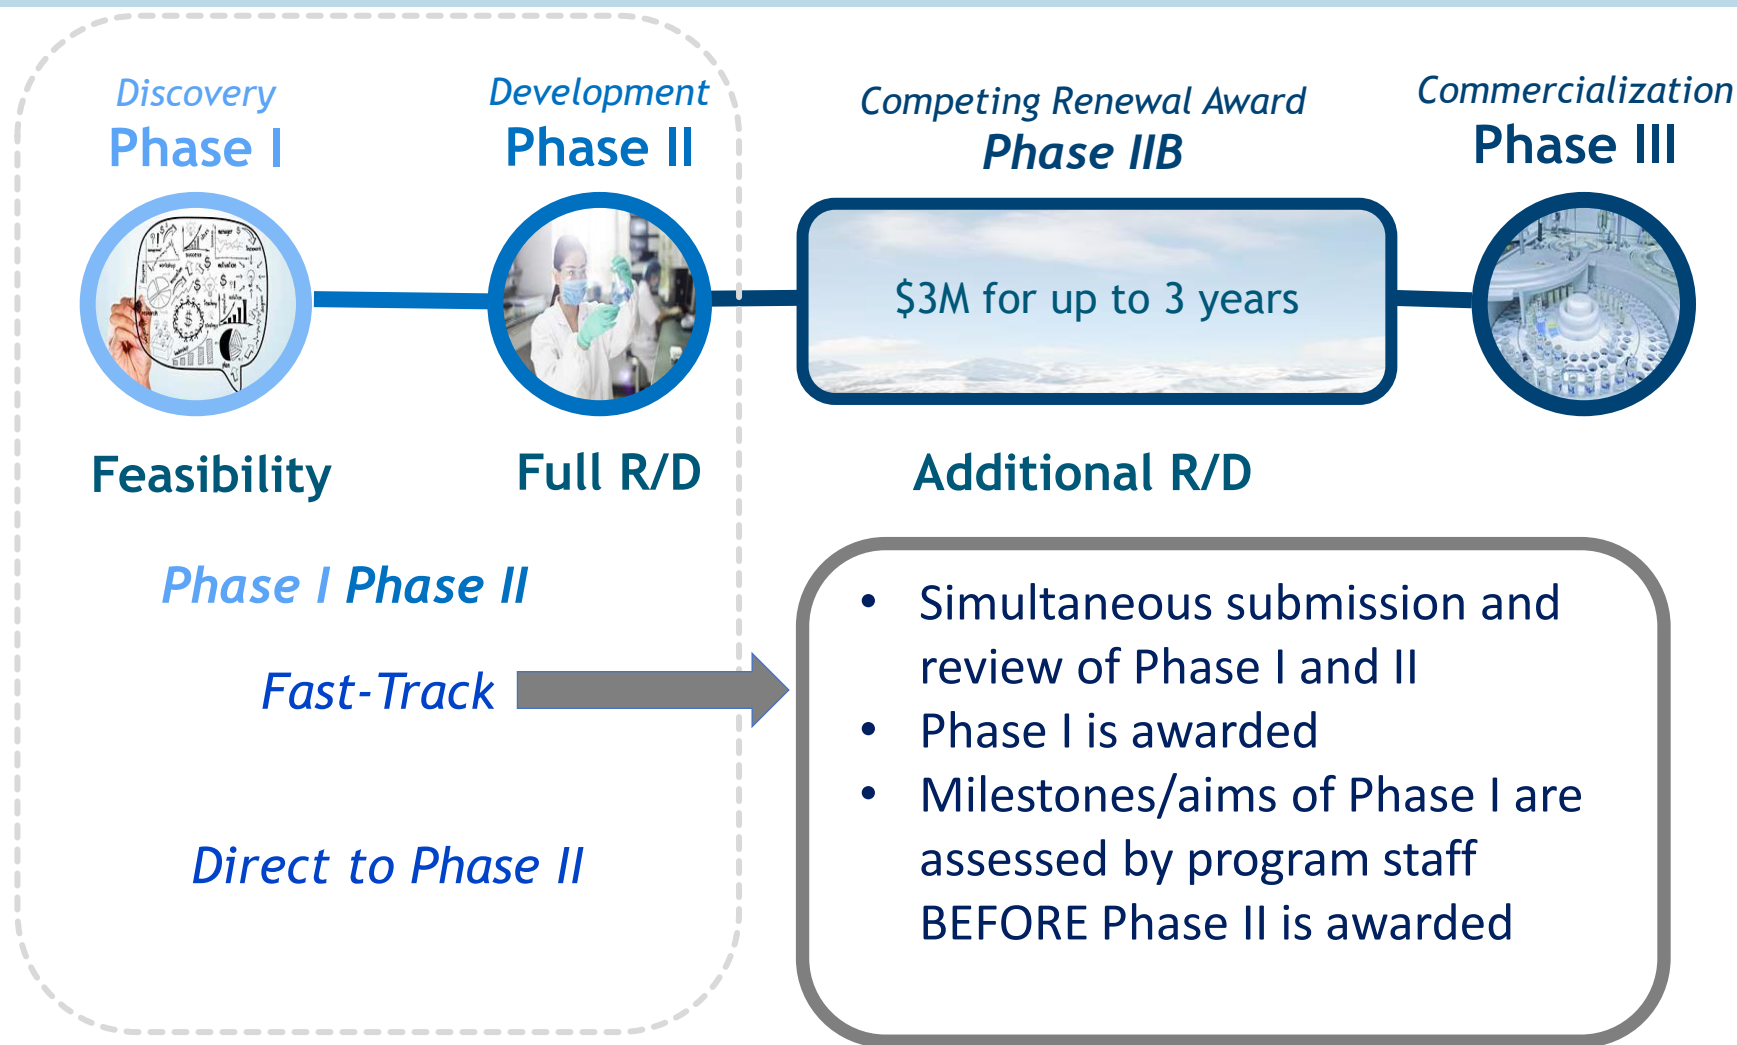 Discovery
Phase I
Development
Phase II
Competing Renewal Award
Phase IIB
Commercialization
Phase III
$3M for up to 3 years
Feasibility
Full R/D
Additional R/D
Phase I Phase II
Fast-Track
Direct to Phase II
• Simultaneous submission and
review of Phase I and II
• Phase I is awarded
• Milestones/aims of Phase I are
assessed by program staff
BEFORE Phase II is awarded